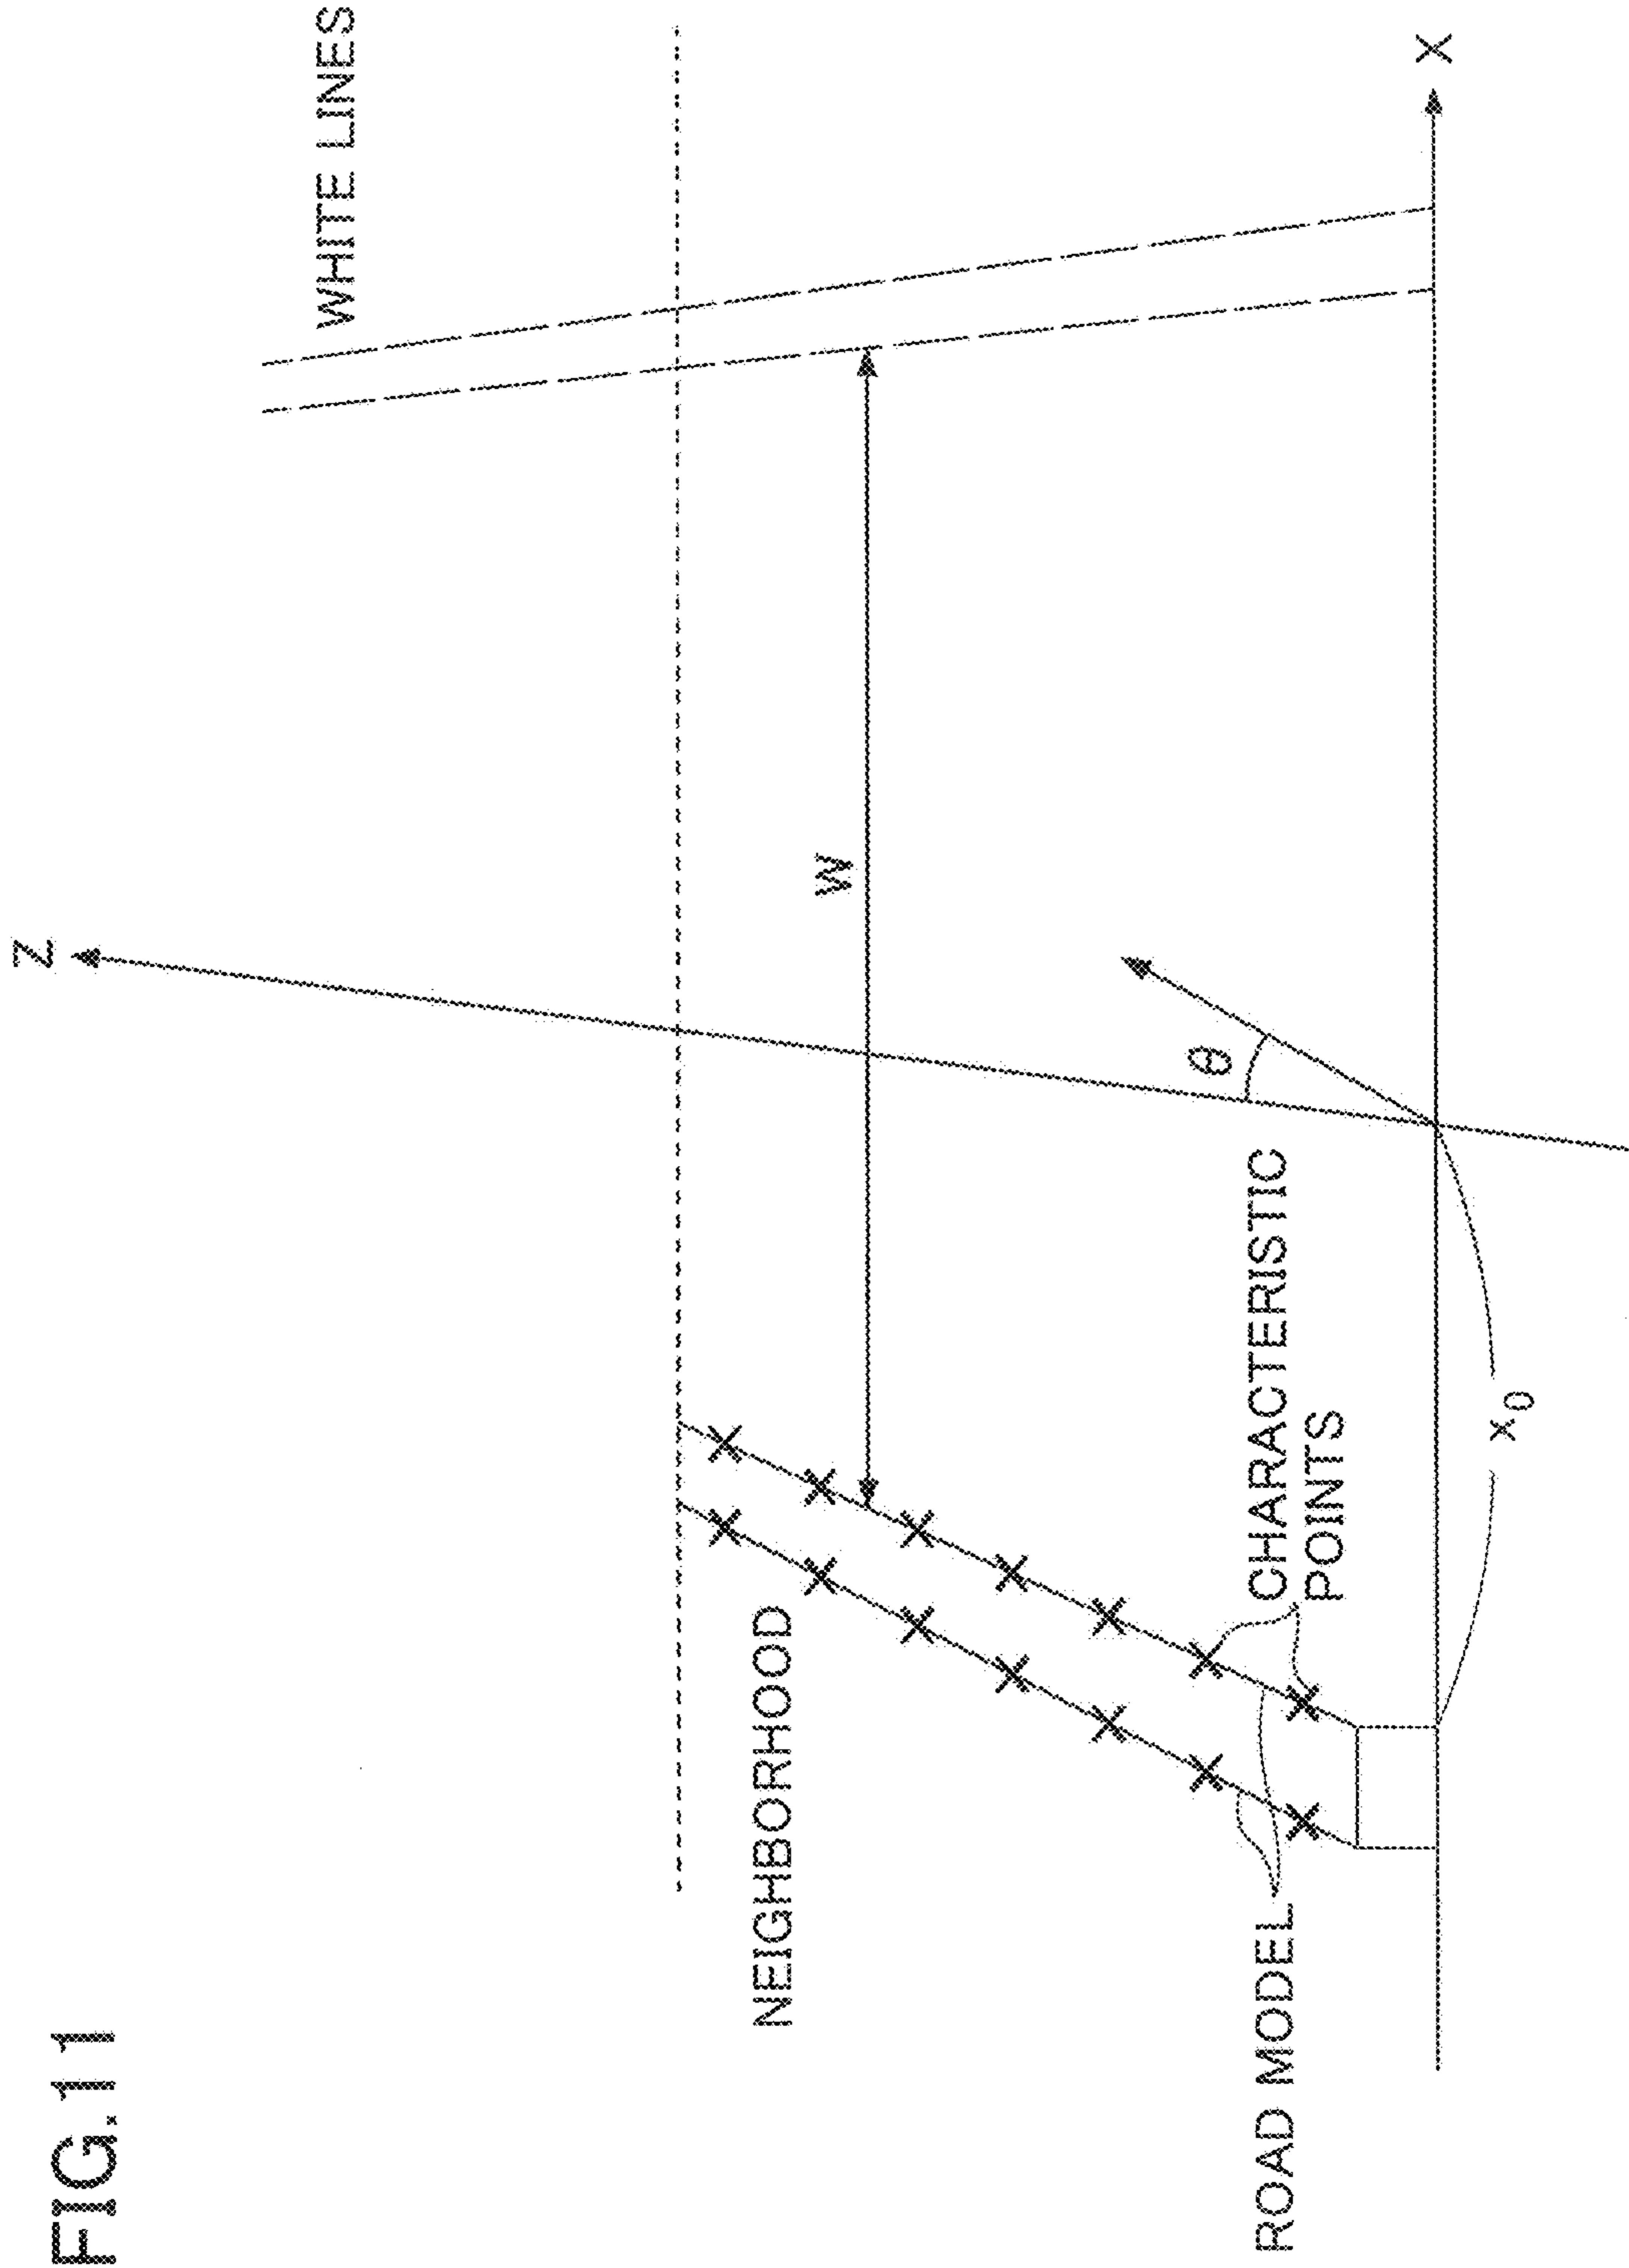 FIG.11
Z
WHITE LINES
NEIGHBORHOOD
W
θ
X
ROAD MODEL
CHARACTERISTIC
POINTS
x0